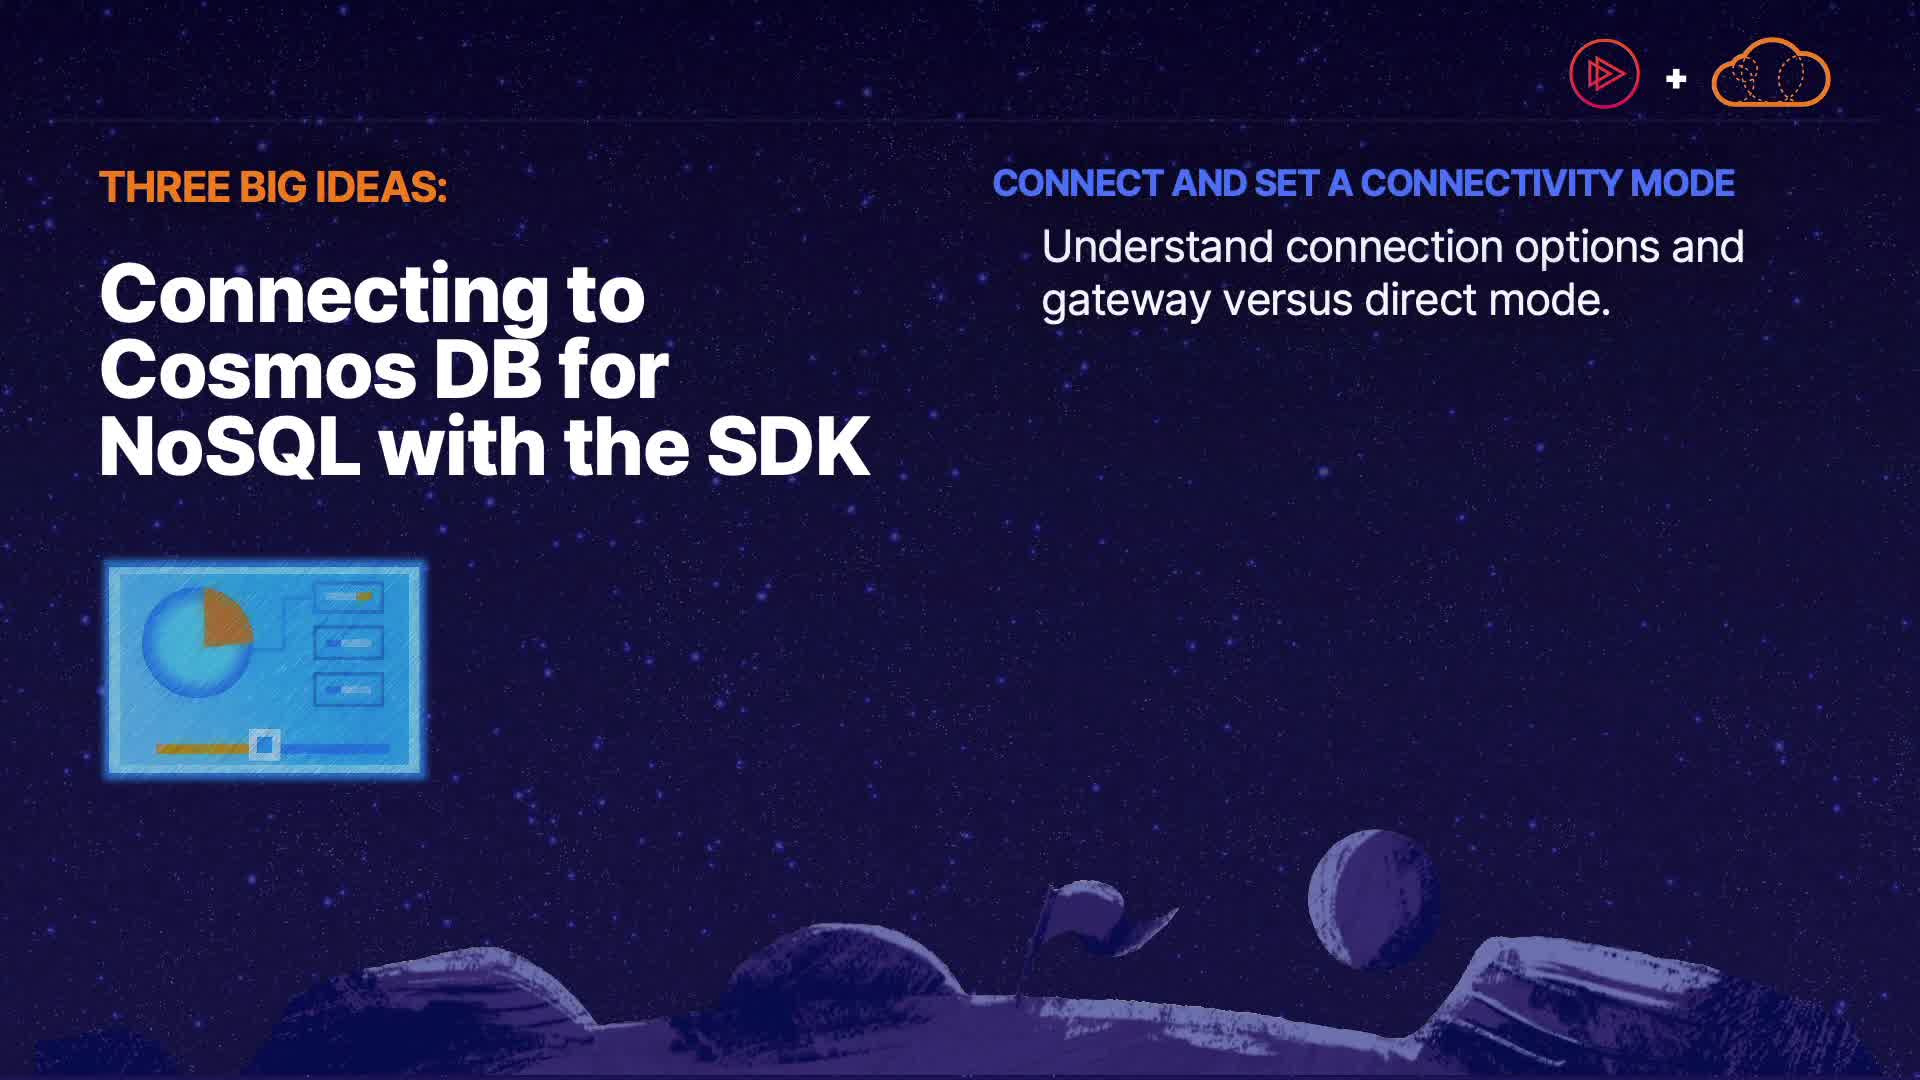 THREE BIG IDEAS:
Connecting to
Cosmos DB for
NoSQL with the SDK
CONNECT AND SET A CONNECTIVITY MODE
Understand connection options and
gateway versus direct mode.